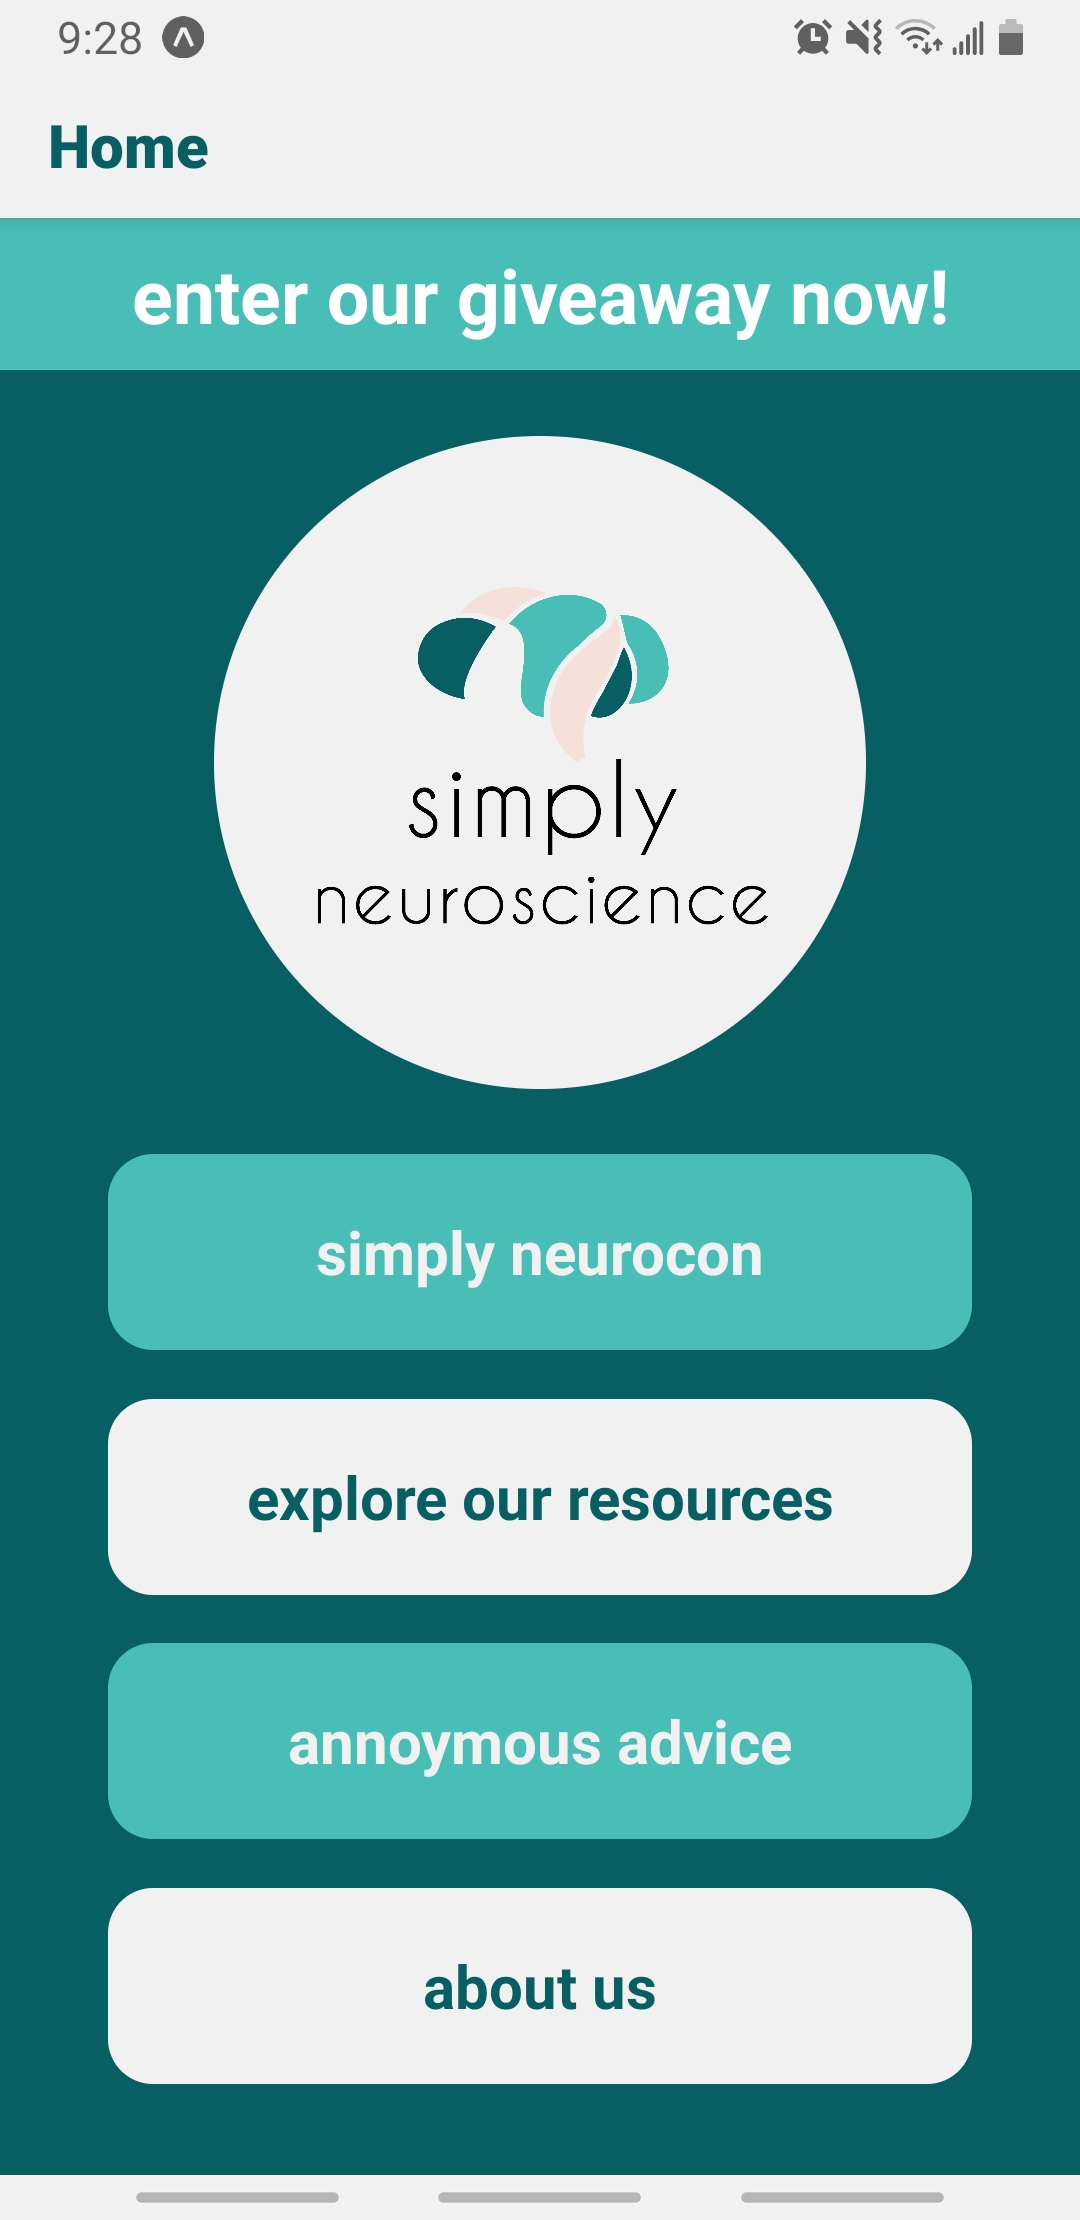 9:28
Home
enter our giveaway now!
simply
neuroscience
simply neurocon
explore our resources
annoymous advice
about us